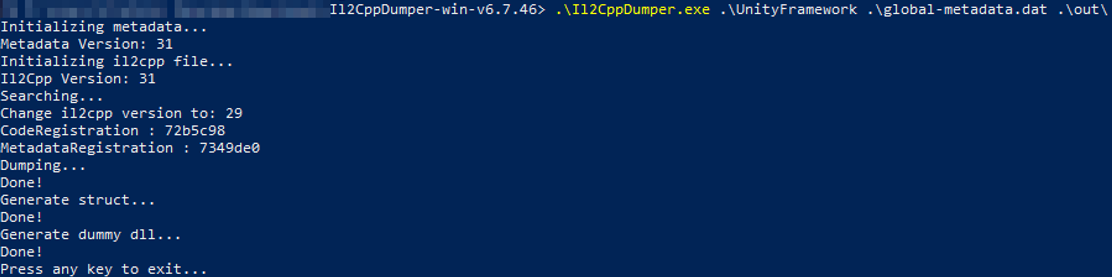 Il2CppDumper-win-v6.7.46> .\Il2CppDumper.exe .\UnityFramework .\global-metadata.dat .\out\
Initializing metadata...
Metadata Version: 31
Initializing il2cpp file...
Il2Cpp Version: 31
Searching...
Change il2cpp version to: 29
CodeRegistration : 72b5c98
MetadataRegistration : 7349de0
Dumping...
Done!
Generate struct...
Done!
Generate dummy dll...
Done!
Press any key to exit...